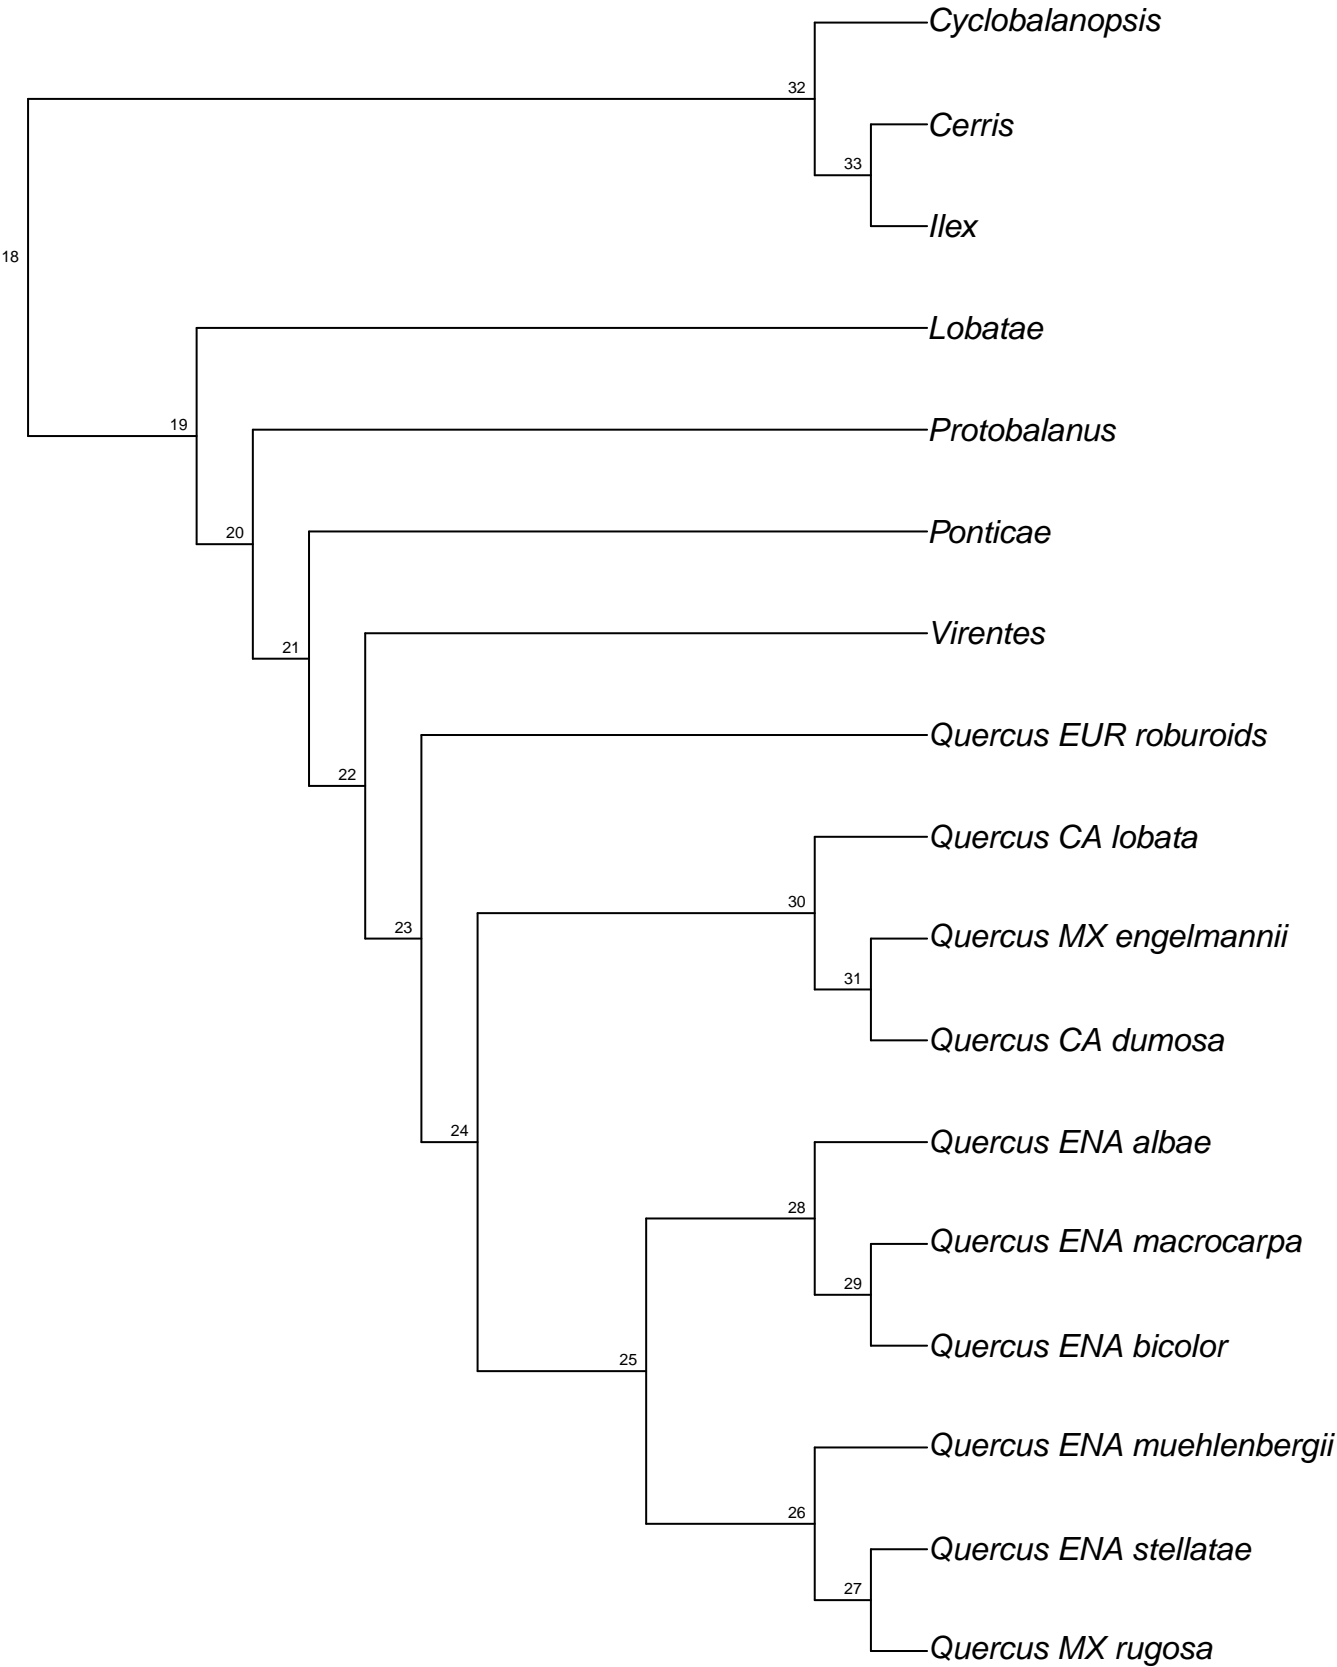 Cyclobalanopsis
32
Cerris
33
Ilex
18
Lobatae
19
Protobalanus
20
Ponticae
21
Virentes
22
Quercus EUR roburoids
Quercus CA lobata
30
23
Quercus MX engelmannii
31
Quercus CA dumosa
24
Quercus ENA albae
28
Quercus ENA macrocarpa
29
Quercus ENA bicolor
25
Quercus ENA muehlenbergii
26
Quercus ENA stellatae
27
Quercus MX rugosa